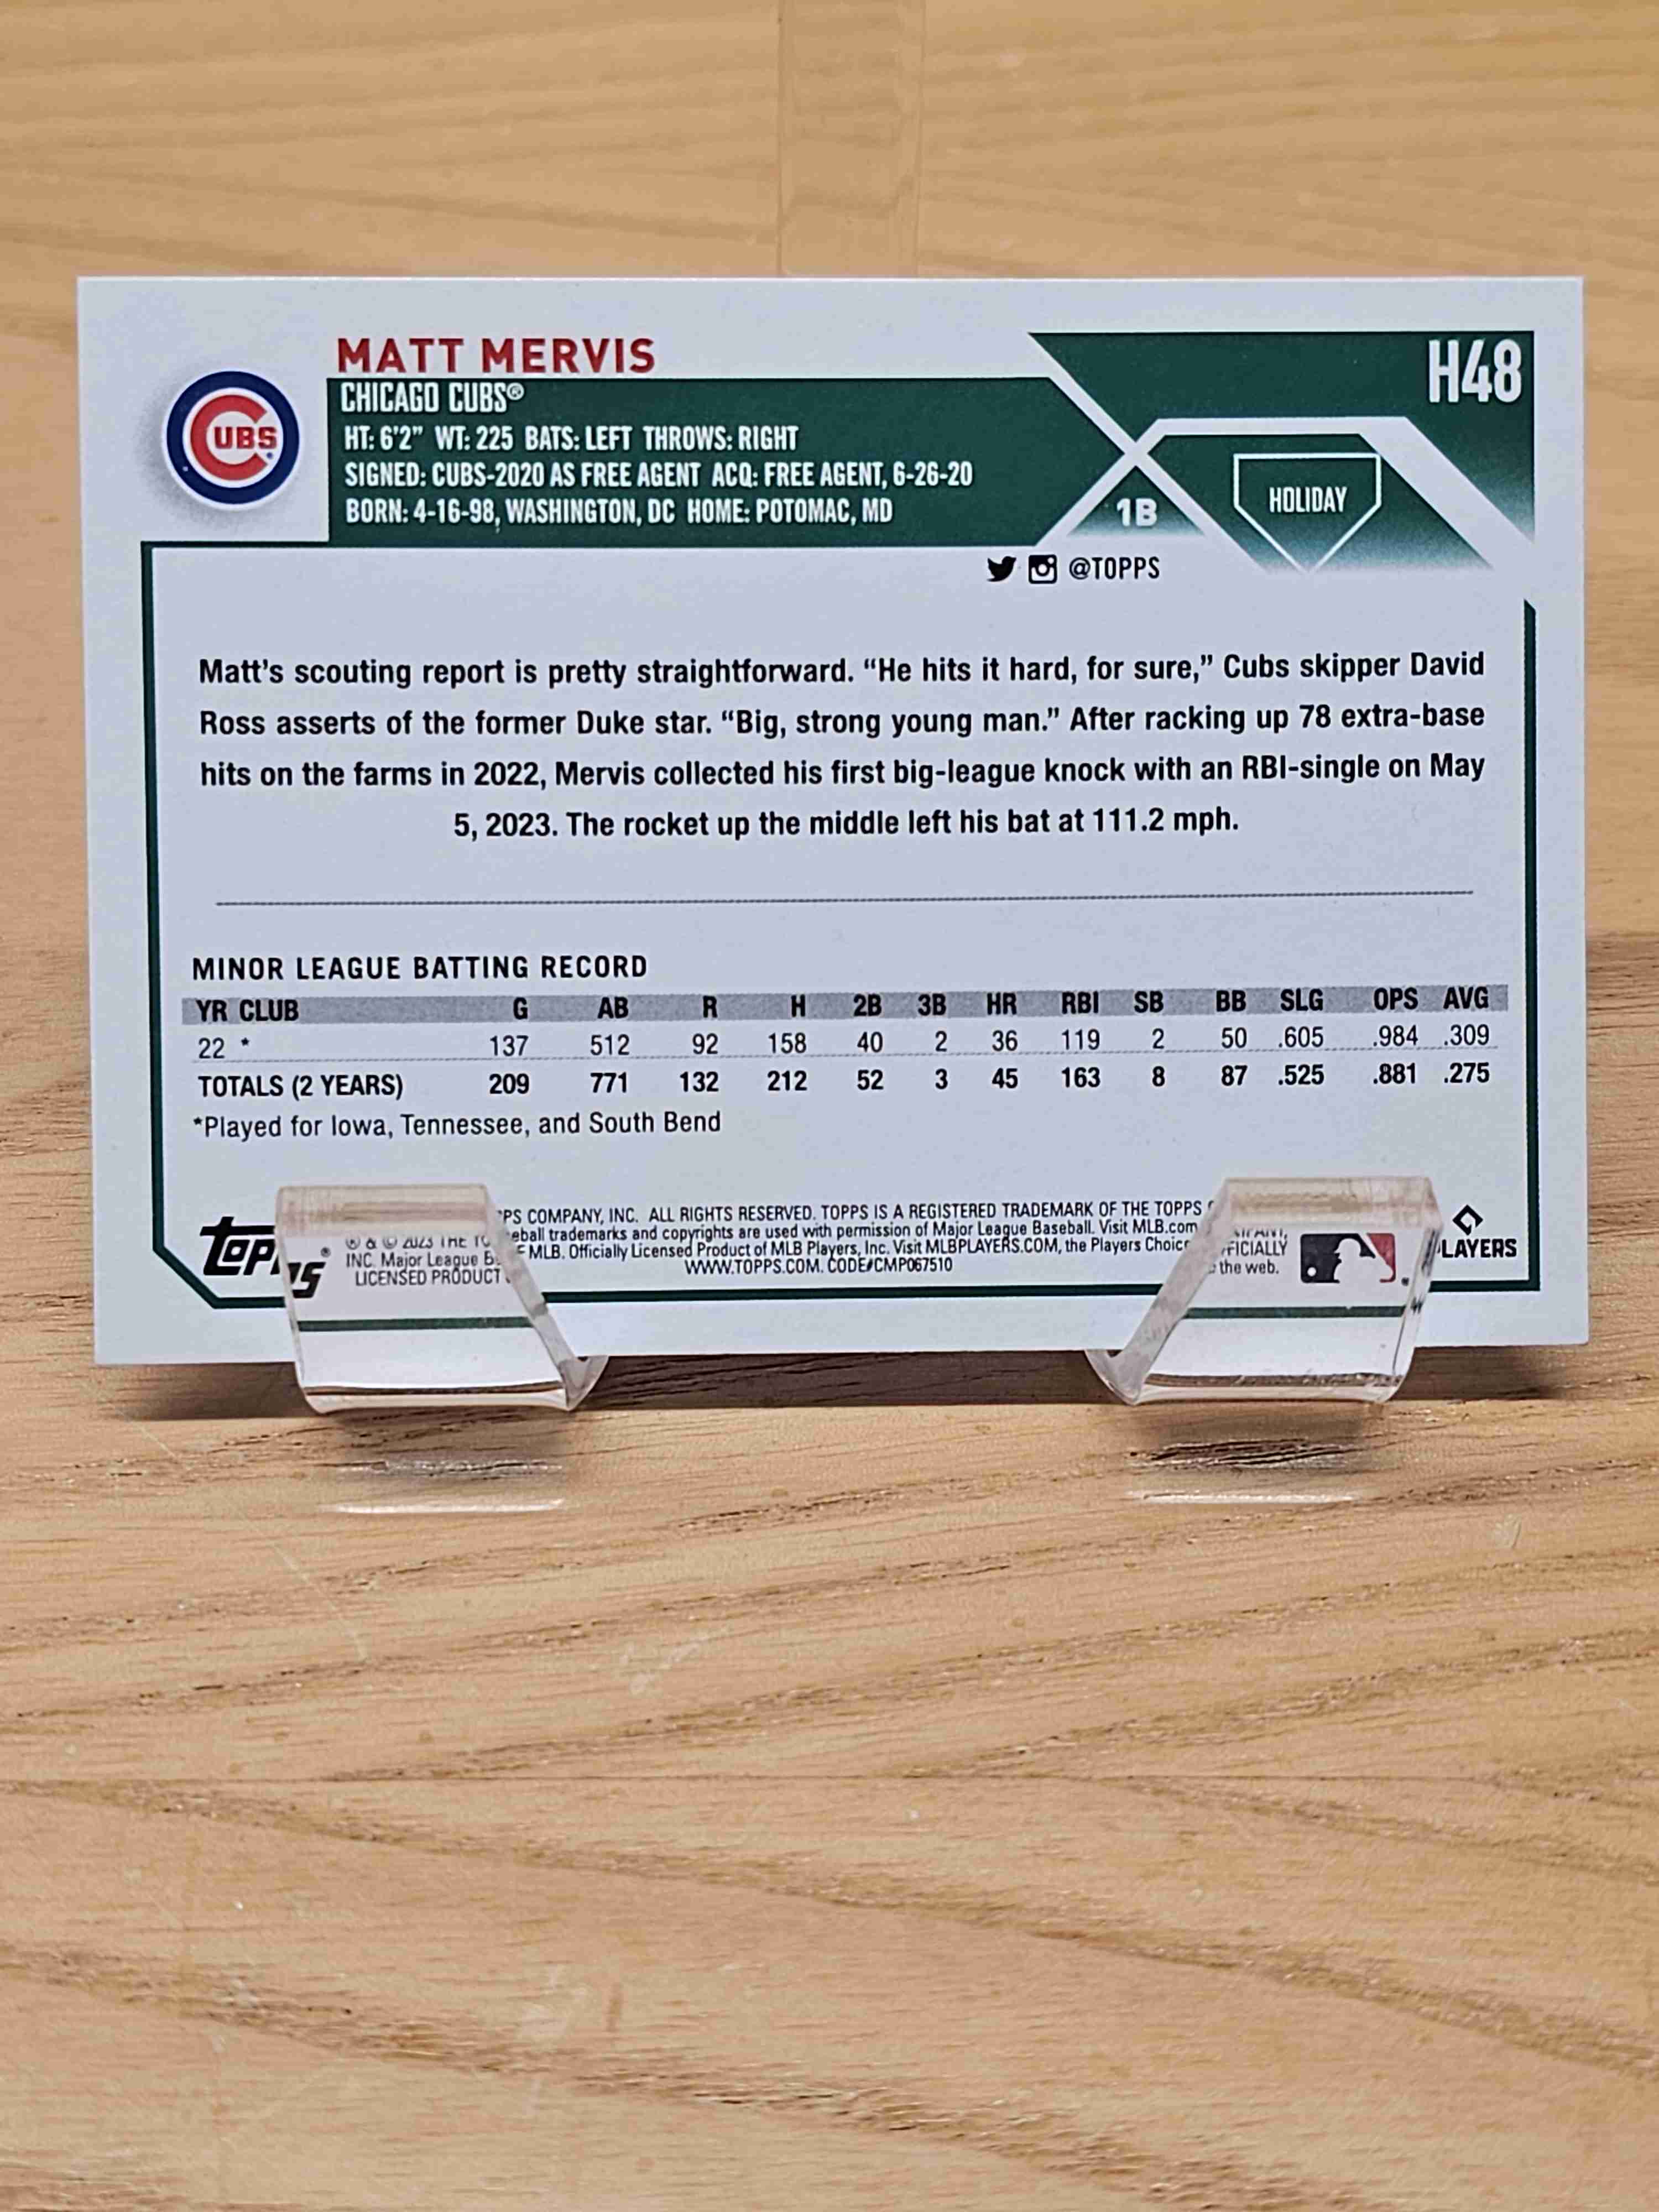 MATT MERVIS
H48
CUBS
CHICAGO CUBS®
HT: 6'2" WT: 225 BATS: LEFT THROWS: RIGHT
SIGNED: CUBS-2020 AS FREE AGENT ACQ: FREE AGENT, 6-26-20
BORN: 4-16-98, WASHINGTON, DC HOME: POTOMAC, MD
1B
HOLIDAY
@TOPPS
Matt's scouting report is pretty straightforward. “He hits it hard, for sure,” Cubs skipper David
Ross asserts of the former Duke star. “Big, strong young man.” After racking up 78 extra-base
hits on the farms in 2022, Mervis collected his first big-league knock with an RBI-single on May
5, 2023. The rocket up the middle left his bat at 111.2 mph.
MINOR LEAGUE BATTING RECORD
YR CLUB G AB R H 2B 3B HR RBI SB BB SLG OPS AVG
22 * 137 512 92 158 40 2 36 119 2 50 .605 .984 .309
TOTALS (2 YEARS) 209 771 132 212 52 3 45 163 8 87 .525 .881 .275
*Played for Iowa, Tennessee, and South Bend
topps®
® & © 2023 THE COMPANY, INC. ALL RIGHTS RESERVED. TOPPS IS A REGISTERED TRADEMARK OF THE TOPPS
INC. Major League trademarks and copyrights are used with permission of Major League Baseball. Visit MLB.com
LICENSED PRODUCT MLB. Officially Licensed Product of MLB Players, Inc. Visit MLBPLAYERS.COM, the Players the web.
WWW.TOPPS.COM. CODE#CMP067510